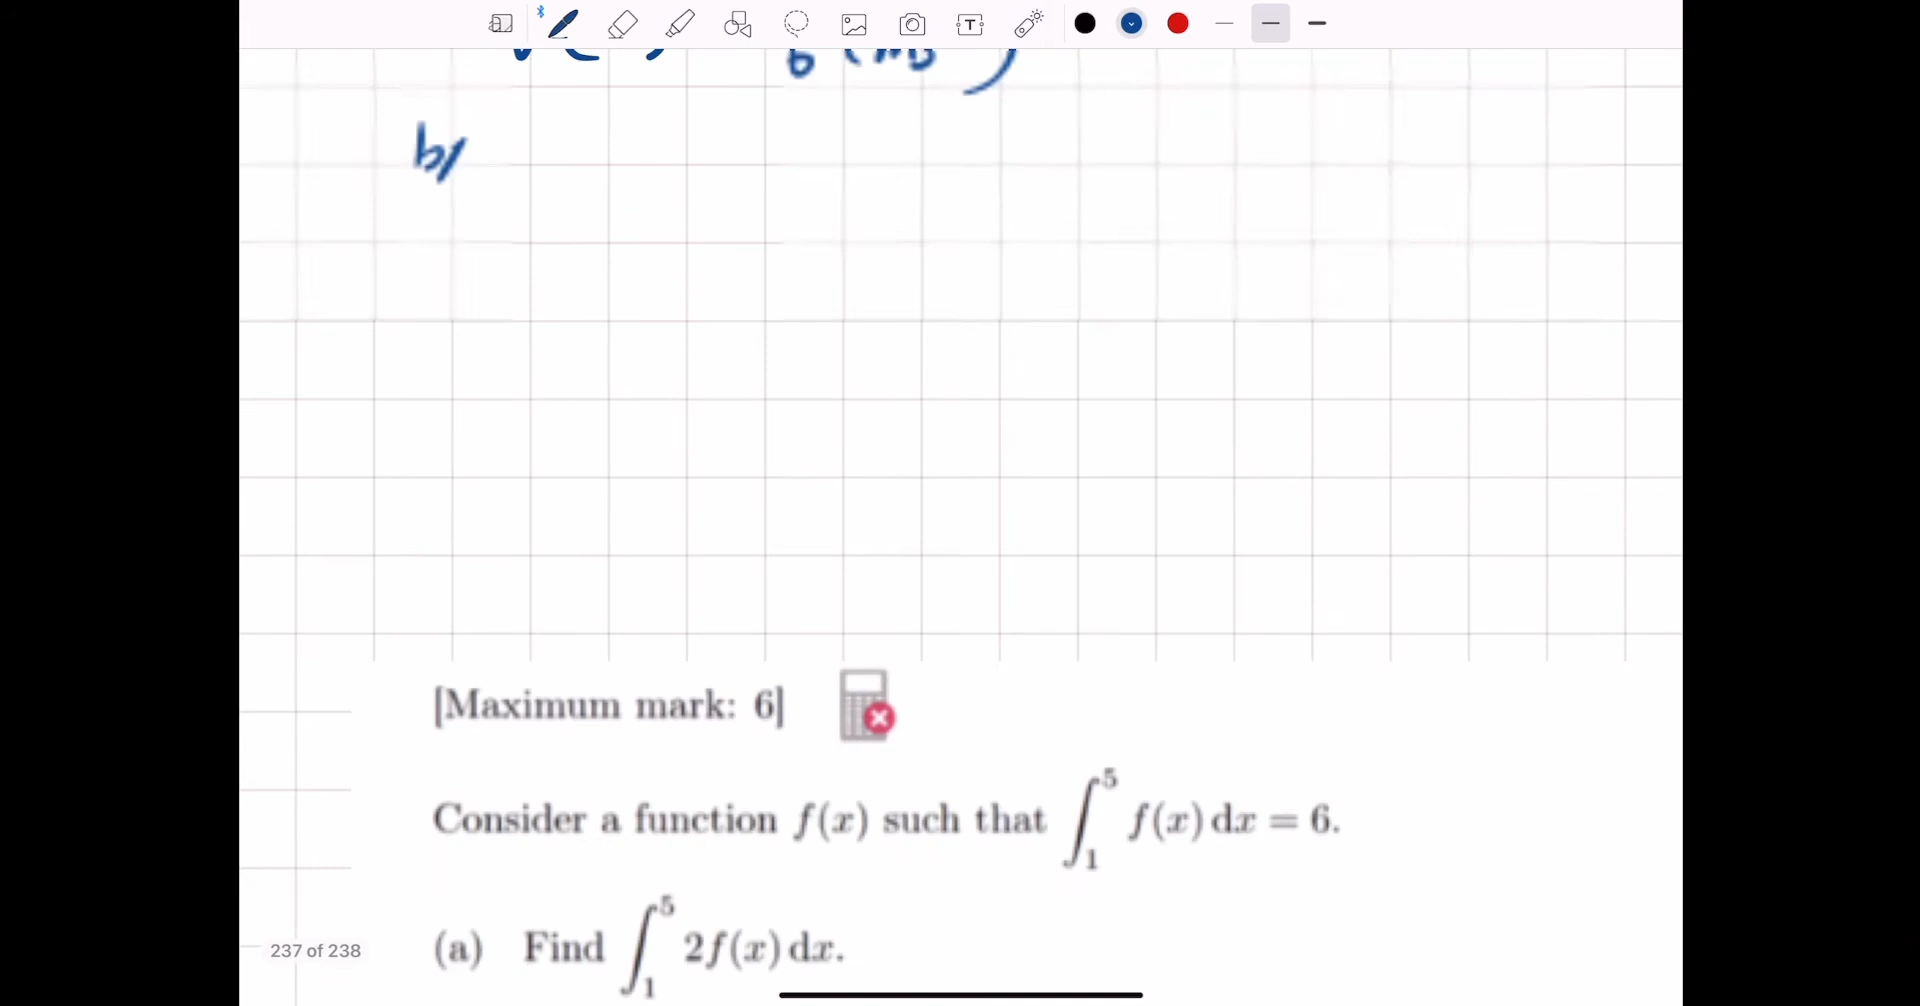 b/
[Maximum mark: 6]
Consider a function f(x) such that ∫₁⁵ f(x) dx = 6.
(a) Find ∫₁⁵ 2f(x) dx.
237 of 238